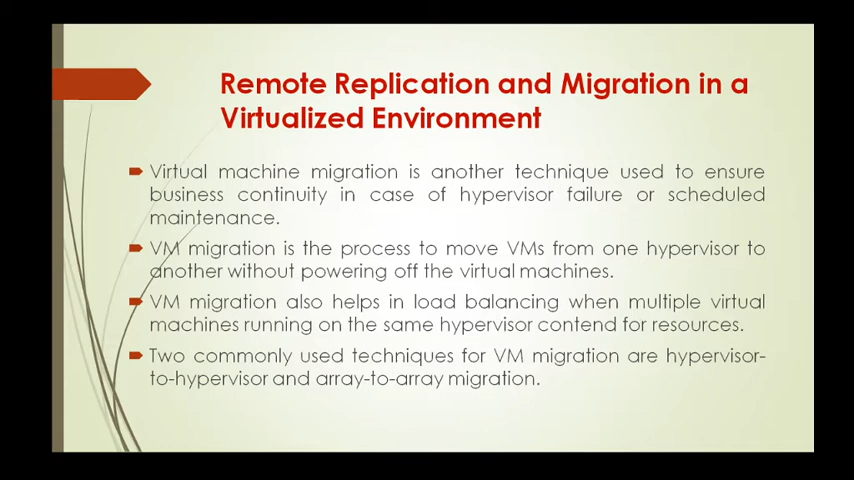 Remote Replication and Migration in a
Virtualized Environment
Virtual machine migration is another technique used to ensure
business continuity in case of hypervisor failure or scheduled
maintenance.
VM migration is the process to move VMs from one hypervisor to
another without powering off the virtual machines.
VM migration also helps in load balancing when multiple virtual
machines running on the same hypervisor contend for resources.
Two commonly used techniques for VM migration are hypervisor-
to-hypervisor and array-to-array migration.